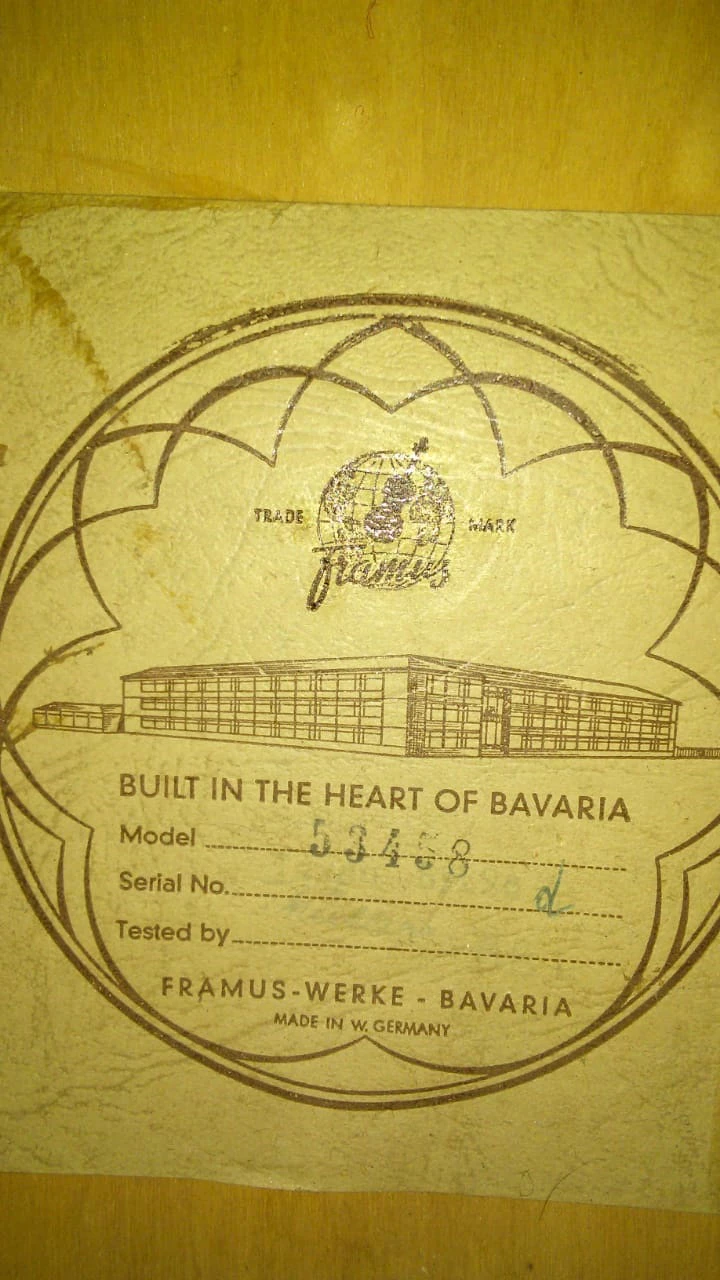 TRADE MARK
Framus
BUILT IN THE HEART OF BAVARIA
Model 53458
Serial No.
Tested by
FRAMUS-WERKE - BAVARIA
MADE IN W. GERMANY